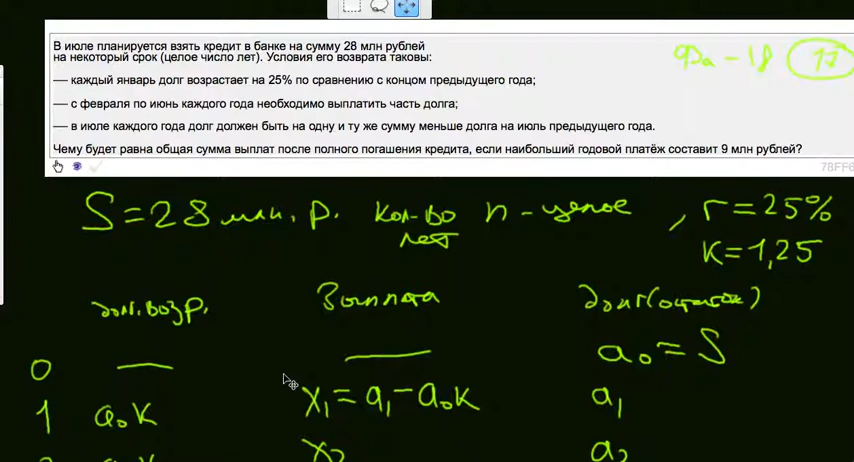 В июле планируется взять кредит в банке на сумму 28 млн рублей
на некоторый срок (целое число лет). Условия его возврата таковы:
— каждый январь долг возрастает на 25% по сравнению с концом предыдущего года;
— с февраля по июнь каждого года необходимо выплатить часть долга;
— в июле каждого года долг должен быть на одну и ту же сумму меньше долга на июль предыдущего года.
Чему будет равна общая сумма выплат после полного погашения кредита, если наибольший годовой платёж составит 9 млн рублей?
78FF6
- 18 17
S = 28 млн. р. кол-во лет n - целое , r = 25%
k = 1,25
долг возр. Выплата долг (остаток)
0 — — a₀ = S
1 a₀k x₁ = a₁ - a₀k a₁
x₂ a₂